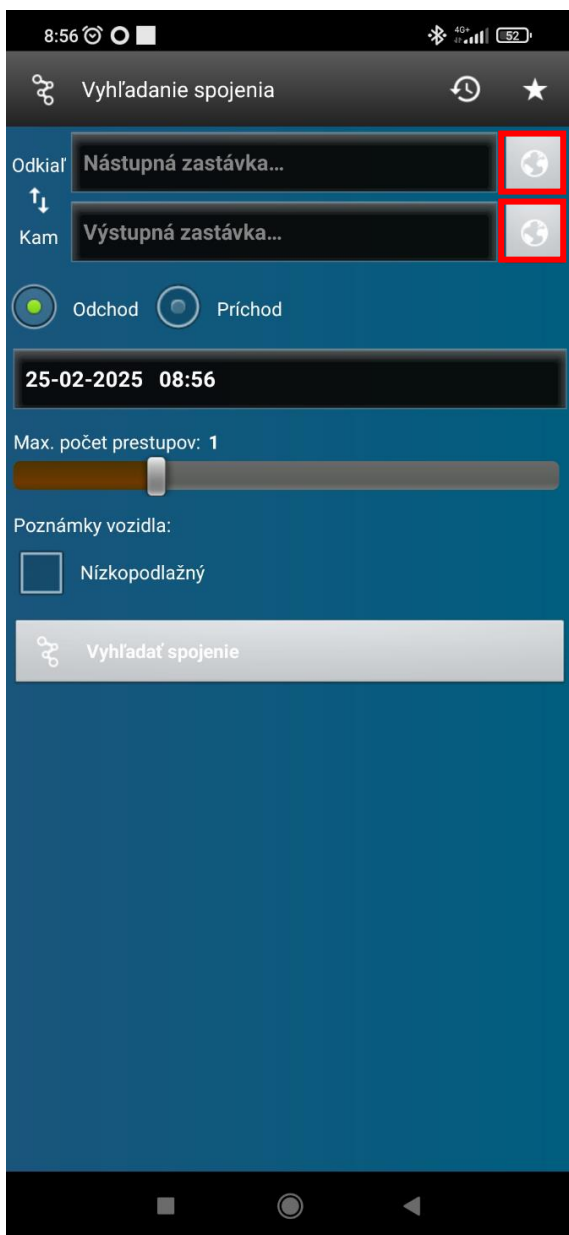 8:56 4G+ 52
Vyhľadanie spojenia
Odkiaľ Nástupná zastávka...
Kam Výstupná zastávka...
Odchod Príchod
25-02-2025 08:56
Max. počet prestupov: 1
Poznámky vozidla:
Nízkopodlažný
Vyhľadať spojenie